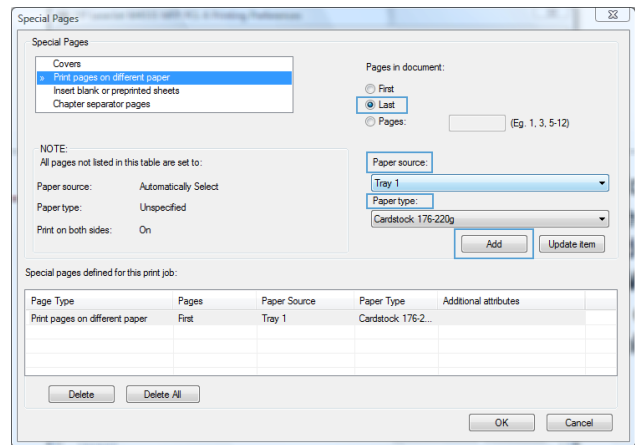 Special Pages
Special Pages
Covers
» Print pages on different paper
Insert blank or preprinted sheets
Chapter separator pages
Pages in document:
First
Last
Pages:
(Eg. 1, 3, 5-12)
NOTE:
All pages not listed in this table are set to:
Paper source: Automatically Select
Paper type: Unspecified
Print on both sides: On
Paper source:
Tray 1
Paper type:
Cardstock 176-220g
Add Update item
Special pages defined for this print job:
Page Type Pages Paper Source Paper Type Additional attributes
Print pages on different paper First Tray 1 Cardstock 176-2...
Delete Delete All
OK Cancel